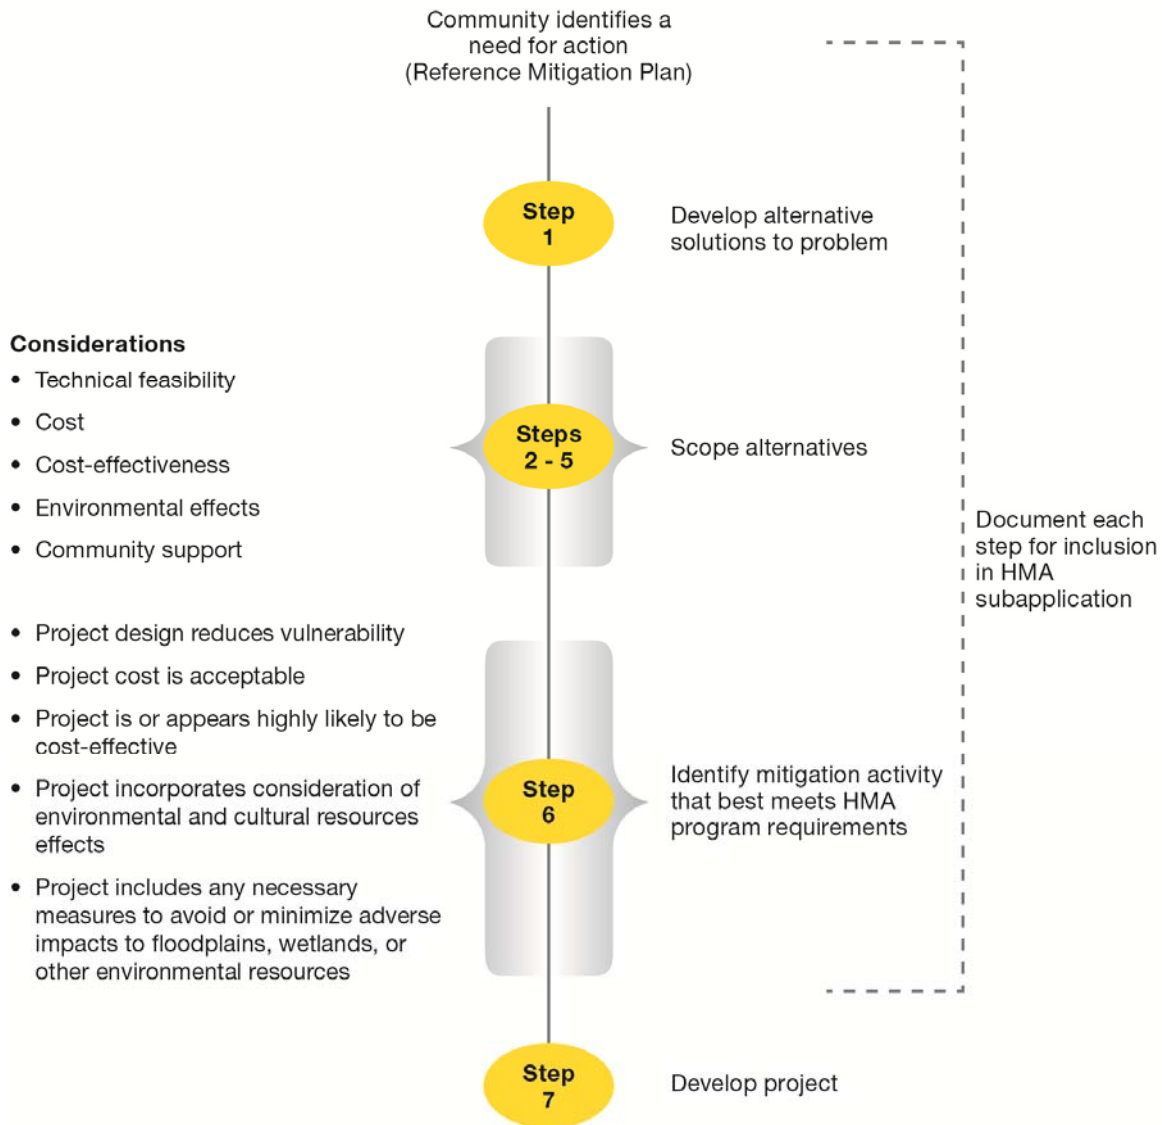 Community identifies a
need for action
(Reference Mitigation Plan)
Step
1
Develop alternative
solutions to problem
Considerations
• Technical feasibility
• Cost
• Cost-effectiveness
• Environmental effects
• Community support
Steps
2 - 5
Scope alternatives
Document each
step for inclusion
in HMA
subapplication
• Project design reduces vulnerability
• Project cost is acceptable
• Project is or appears highly likely to be
cost-effective
• Project incorporates consideration of
environmental and cultural resources
effects
• Project includes any necessary
measures to avoid or minimize adverse
impacts to floodplains, wetlands, or
other environmental resources
Step
6
Identify mitigation activity
that best meets HMA
program requirements
Step
7
Develop project